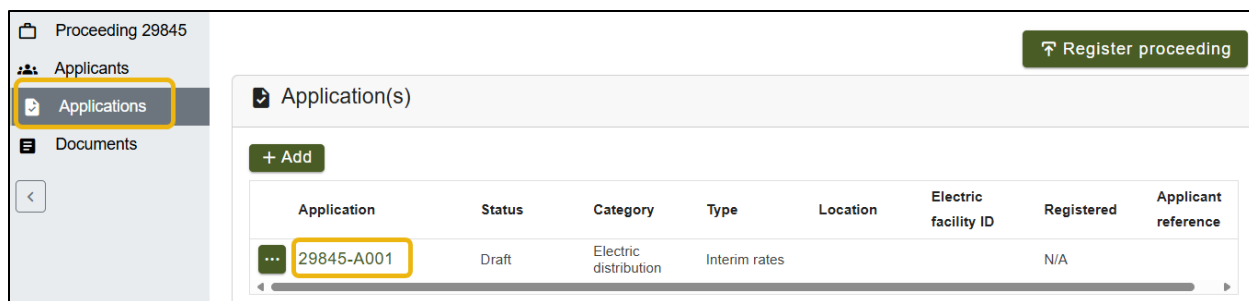 Proceeding 29845
Applicants
Applications
Documents
Register proceeding
Application(s)
+ Add
Application Status Category Type Location Electric facility ID Registered Applicant reference
29845-A001 Draft Electric distribution Interim rates N/A